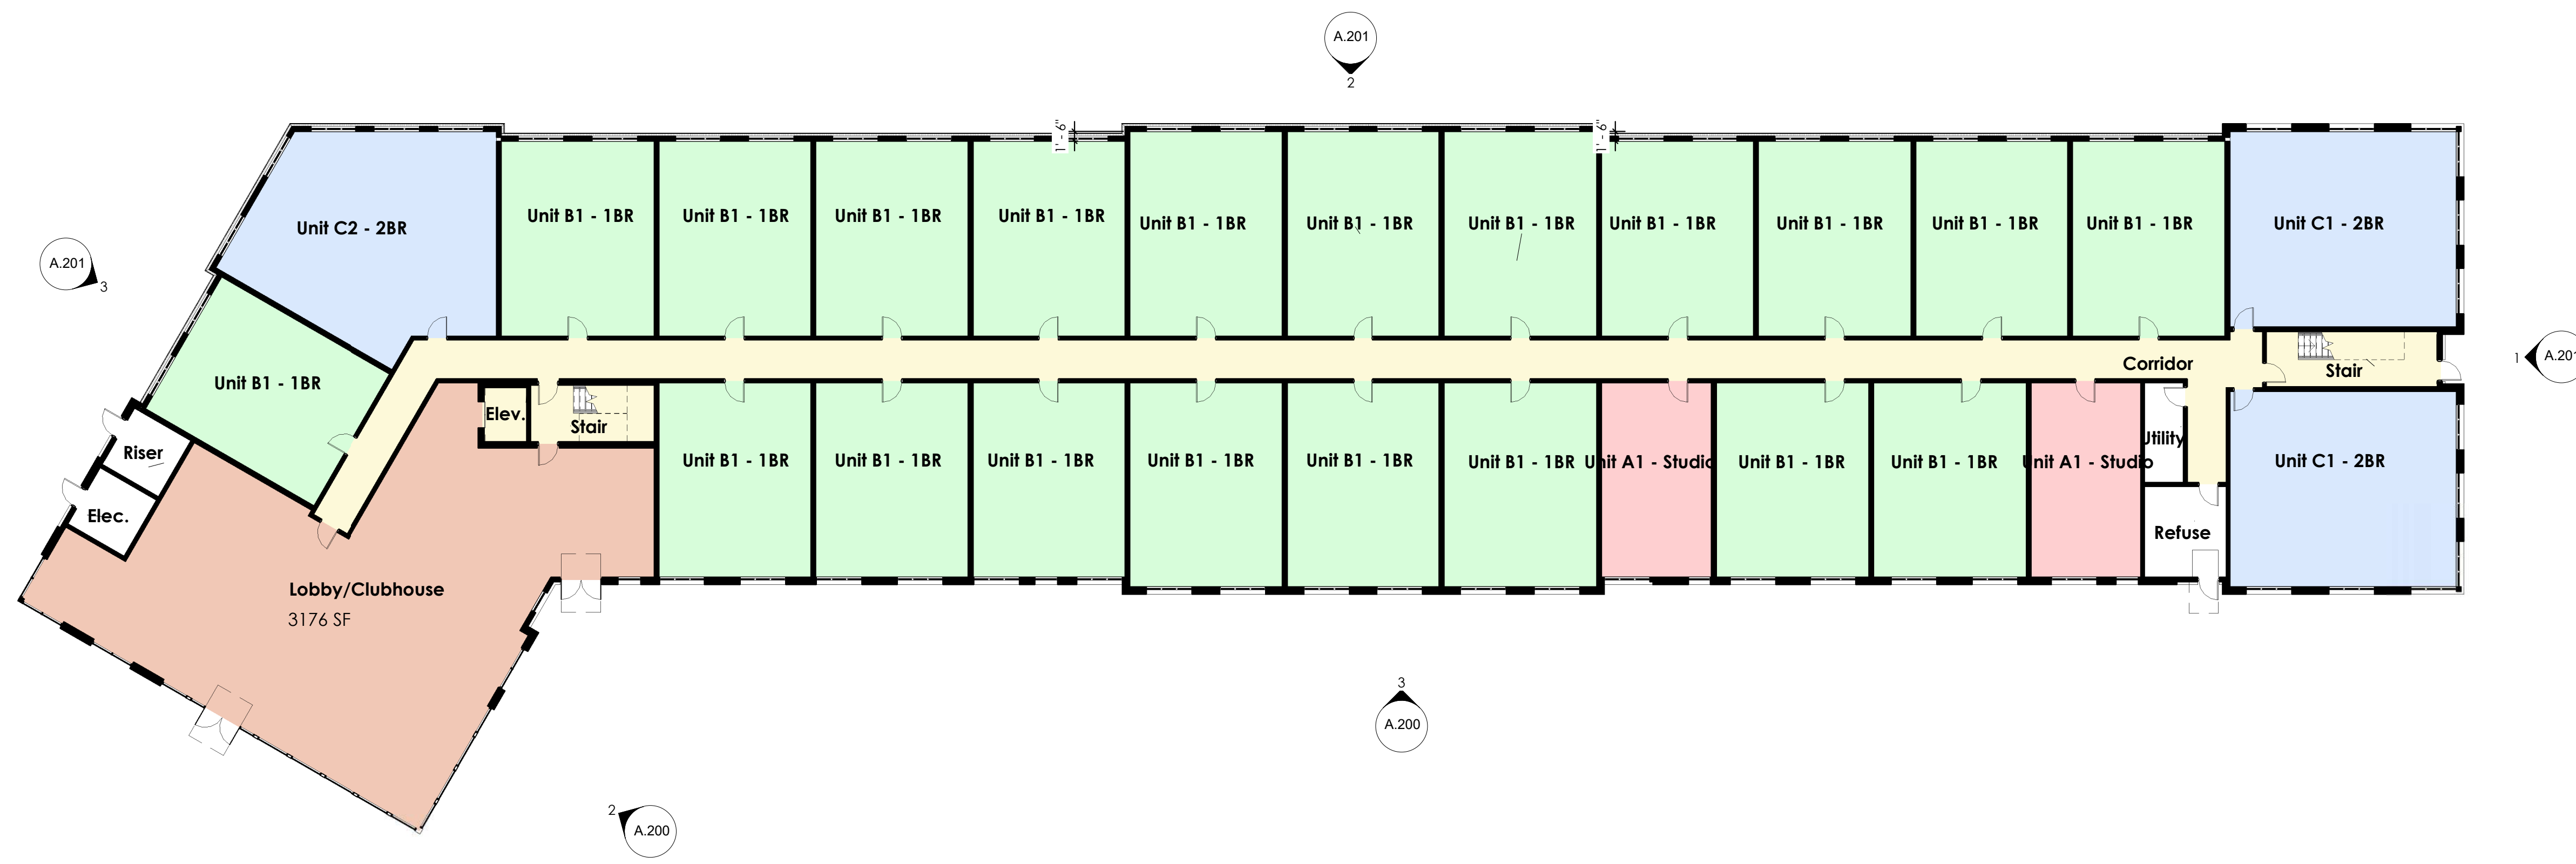 A.201
2
1' - 6"
1' - 6"
Unit C2 - 2BR
Unit B1 - 1BR
Unit B1 - 1BR
Unit B1 - 1BR
Unit B1 - 1BR
Unit B1 - 1BR
Unit B1 - 1BR
Unit B1 - 1BR
Unit B1 - 1BR
Unit B1 - 1BR
Unit B1 - 1BR
Unit B1 - 1BR
Unit C1 - 2BR
A.201
3
Corridor
Stair
1
A.201
Unit B1 - 1BR
Elev.
Stair
Riser
Unit B1 - 1BR
Unit B1 - 1BR
Unit B1 - 1BR
Unit B1 - 1BR
Unit B1 - 1BR
Unit B1 - 1BR
Unit A1 - Studio
Unit B1 - 1BR
Unit B1 - 1BR
Unit A1 - Studio
Utility
Unit C1 - 2BR
Elec.
Refuse
Lobby/Clubhouse
3176 SF
3
A.200
2
A.200